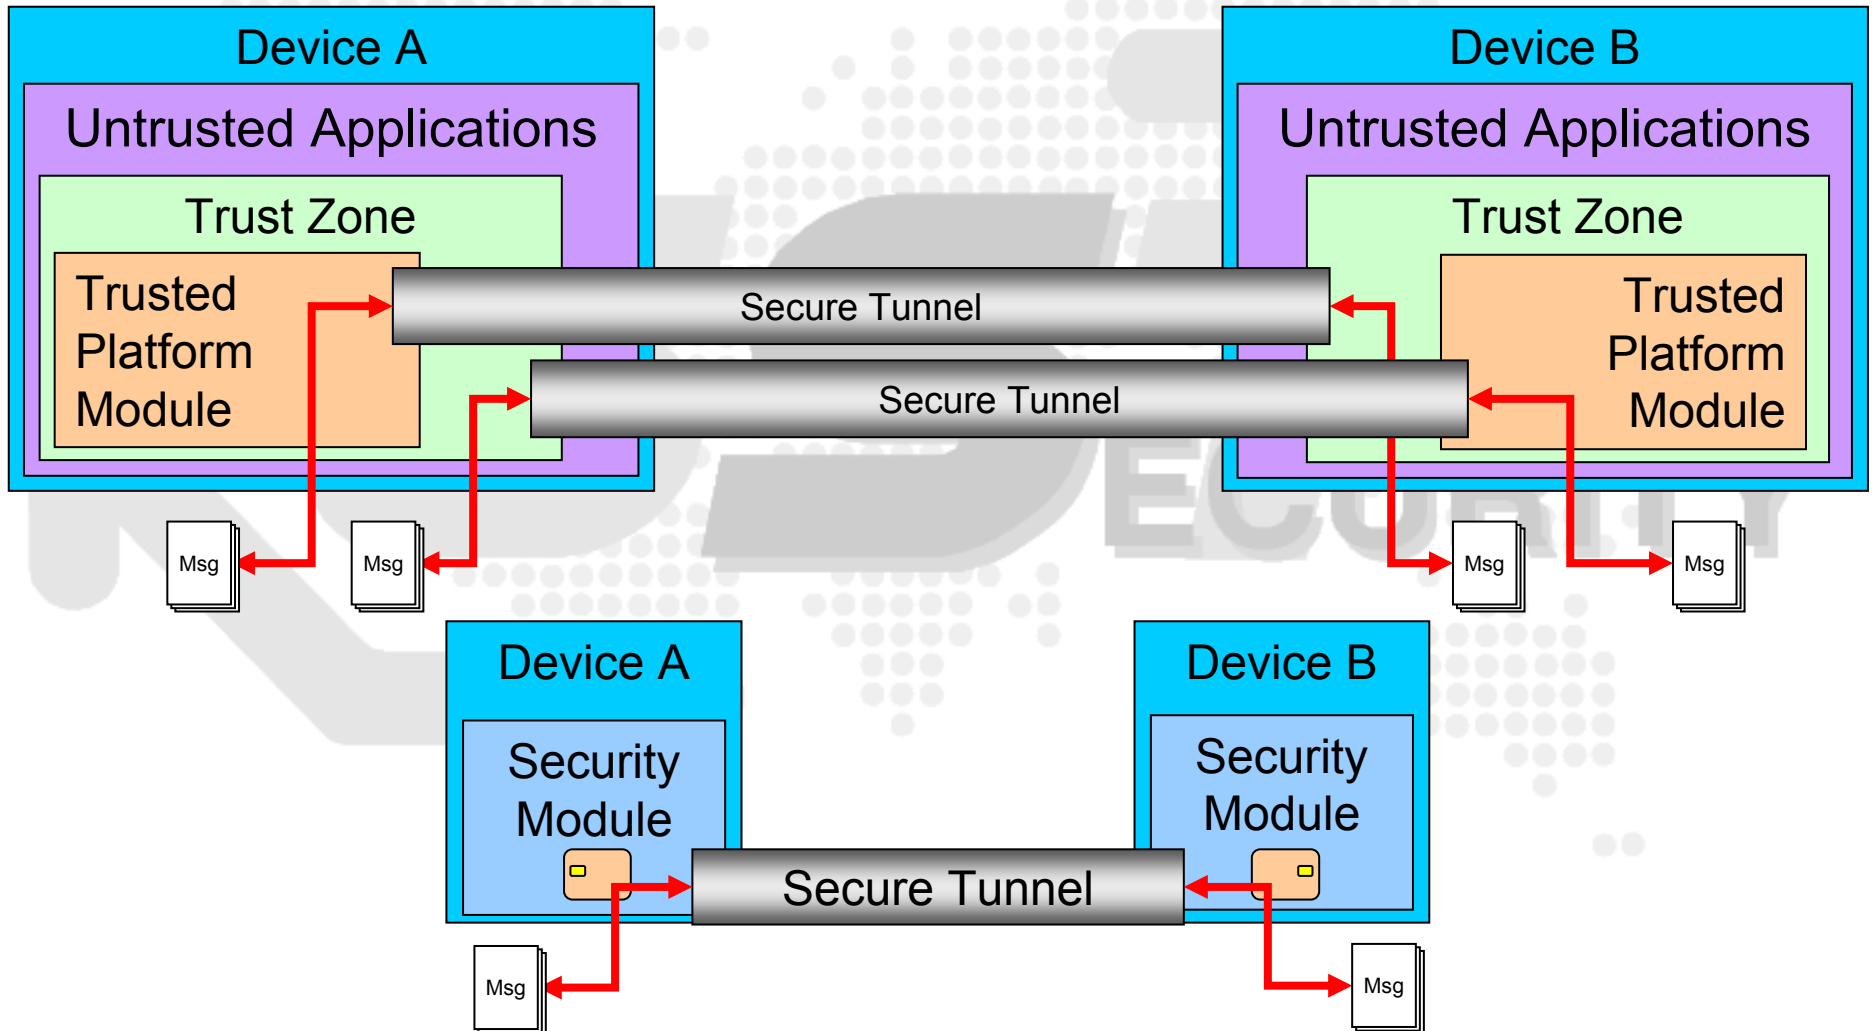 Device A
Untrusted Applications
Trust Zone
Trusted
Platform
Module
Device B
Untrusted Applications
Trust Zone
Trusted
Platform
Module
Secure Tunnel
Secure Tunnel
Msg
Msg
Msg
Msg
SECURITY
Device A
Security
Module
Device B
Security
Module
Secure Tunnel
Msg
Msg